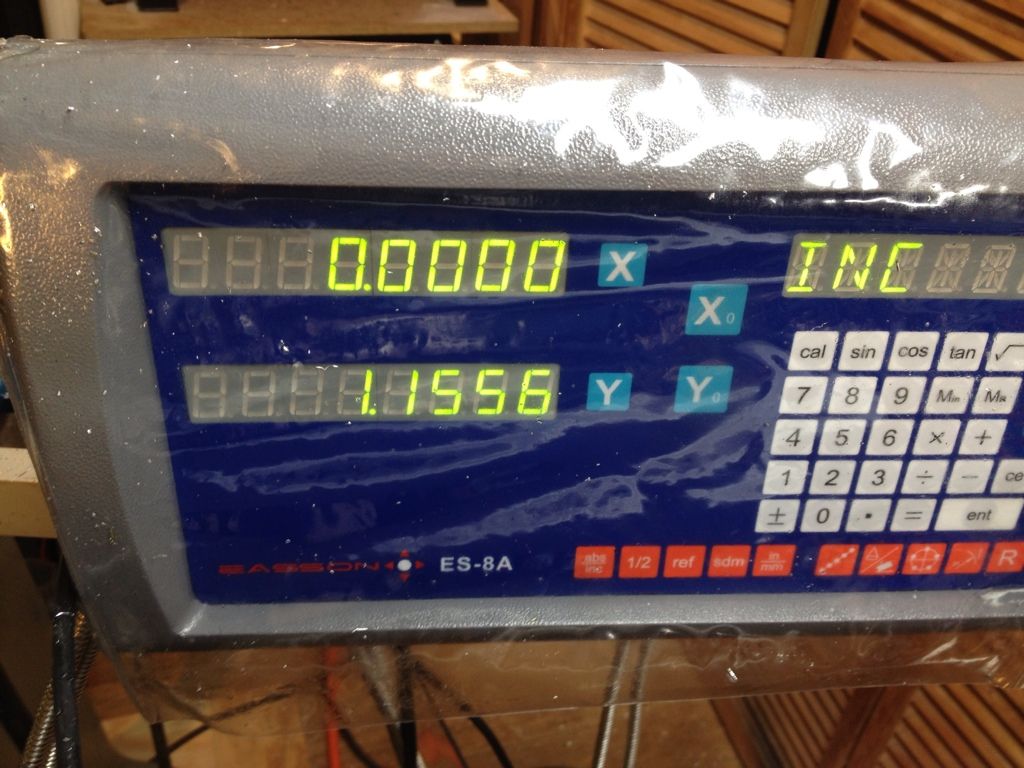 0.0000 X INC
X0
1.1556 Y Y0
cal sin cos tan √
7 8 9 Min
4 5 6 × +
1 2 3 ÷ − ce
± 0 . = ent
EASSON ES-8A abs inc 1/2 ref sdm in mm R